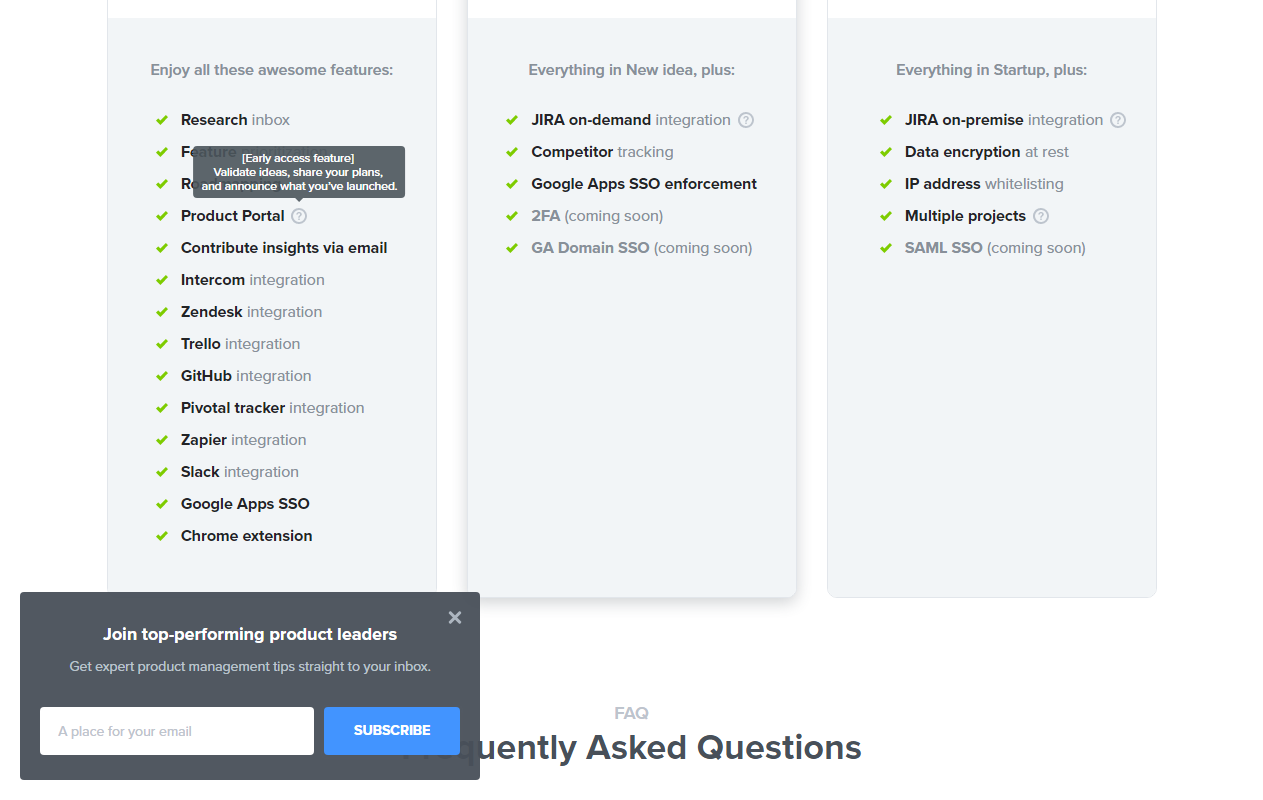 Enjoy all these awesome features:
Research inbox
Feature prioritization
[Early access feature]
Validate ideas, share your plans,
and announce what you've launched.
Product Portal ?
Contribute insights via email
Intercom integration
Zendesk integration
Trello integration
GitHub integration
Pivotal tracker integration
Zapier integration
Slack integration
Google Apps SSO
Chrome extension
Everything in New idea, plus:
JIRA on-demand integration ?
Competitor tracking
Google Apps SSO enforcement
2FA (coming soon)
GA Domain SSO (coming soon)
Everything in Startup, plus:
JIRA on-premise integration ?
Data encryption at rest
IP address whitelisting
Multiple projects ?
SAML SSO (coming soon)
Join top-performing product leaders
Get expert product management tips straight to your inbox.
A place for your email
SUBSCRIBE
FAQ
Frequently Asked Questions